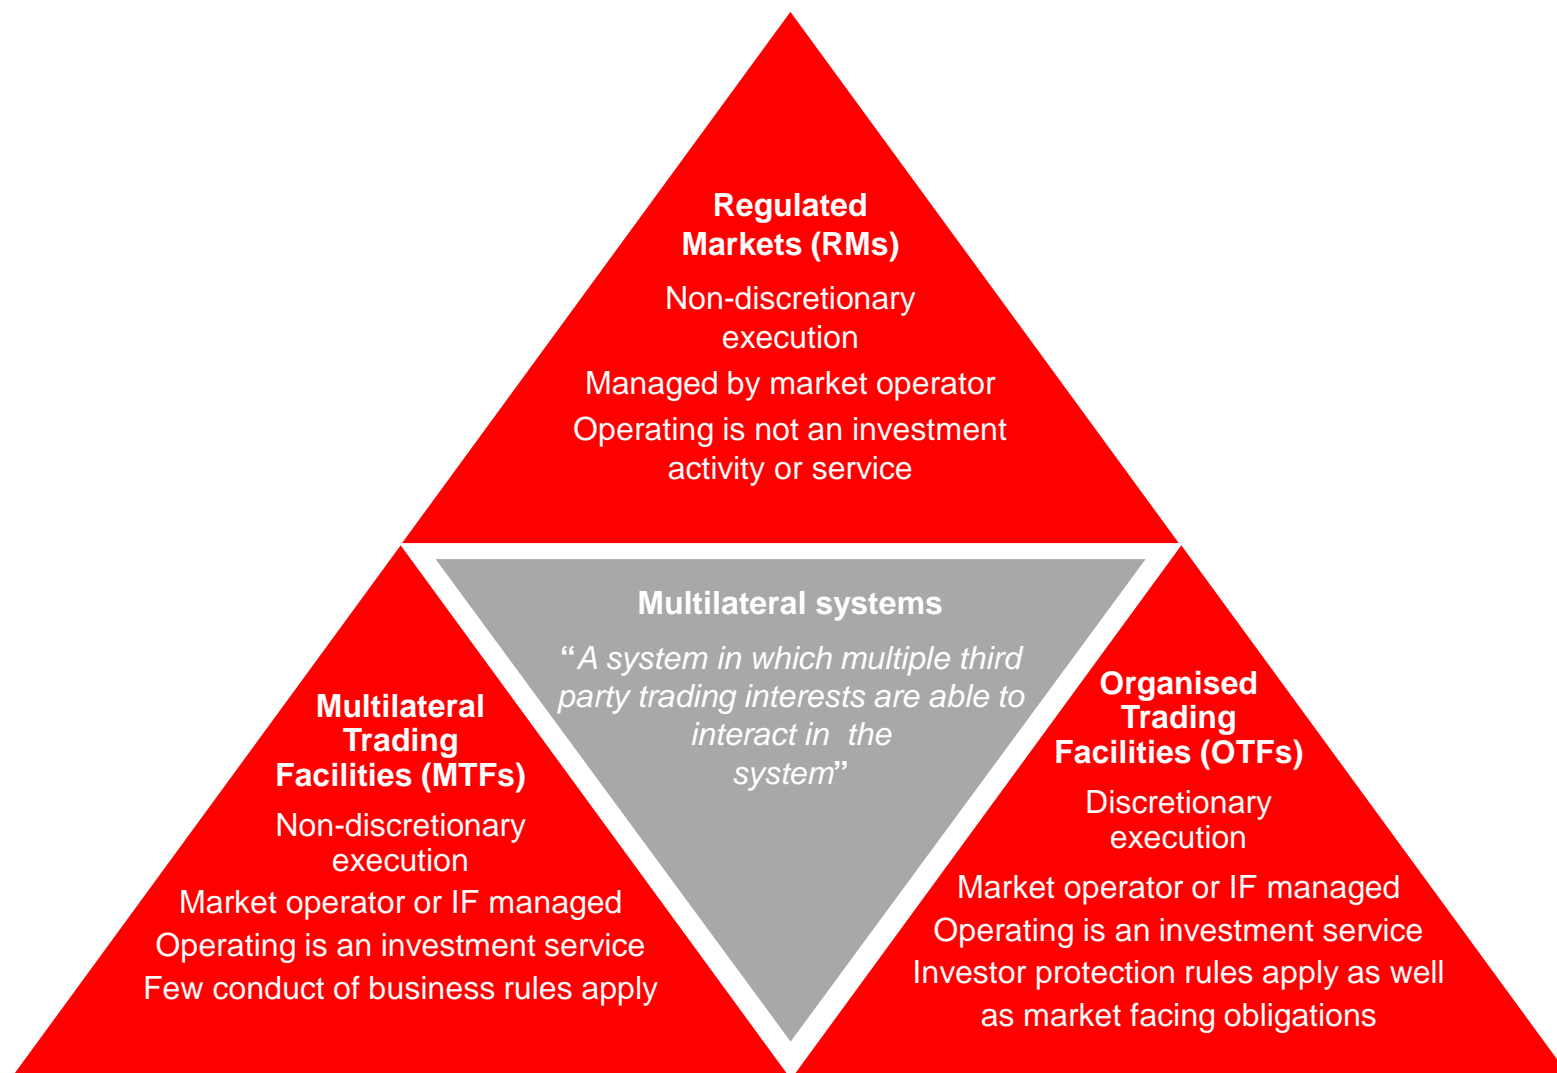 Regulated
Markets (RMs)
Non-discretionary
execution
Managed by market operator
Operating is not an investment
activity or service
Multilateral systems
“A system in which multiple third
party trading interests are able to
interact in the
system”
Multilateral
Trading
Facilities (MTFs)
Non-discretionary
execution
Market operator or IF managed
Operating is an investment service
Few conduct of business rules apply
Organised
Trading
Facilities (OTFs)
Discretionary
execution
Market operator or IF managed
Operating is an investment service
Investor protection rules apply as well
as market facing obligations